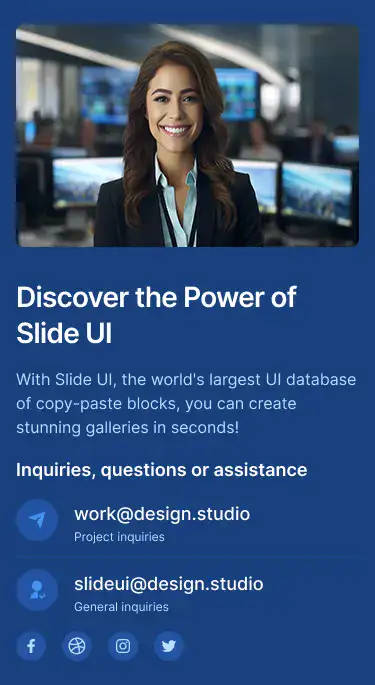 Discover the Power of
Slide UI
With Slide UI, the world's largest UI database
of copy-paste blocks, you can create
stunning galleries in seconds!
Inquiries, questions or assistance
work@design.studio
Project inquiries
slideui@design.studio
General inquiries